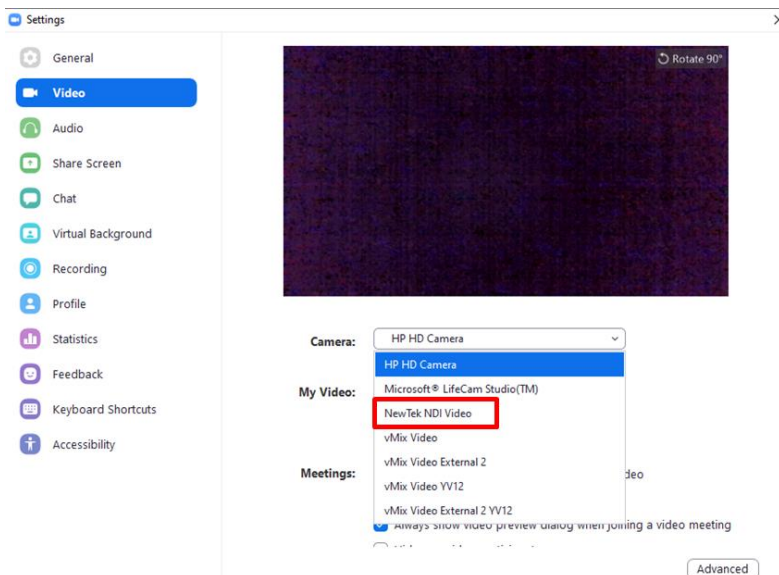 Settings
General
Video
Audio
Share Screen
Chat
Virtual Background
Recording
Profile
Statistics
Feedback
Keyboard Shortcuts
Accessibility
Rotate 90°
Camera:
HP HD Camera
HP HD Camera
My Video:
Microsoft® LifeCam Studio(TM)
NewTek NDI Video
vMix Video
vMix Video External 2
Meetings:
deo
vMix Video YV12
vMix Video External 2 YV12
Always show video preview dialog when joining a video meeting
Advanced